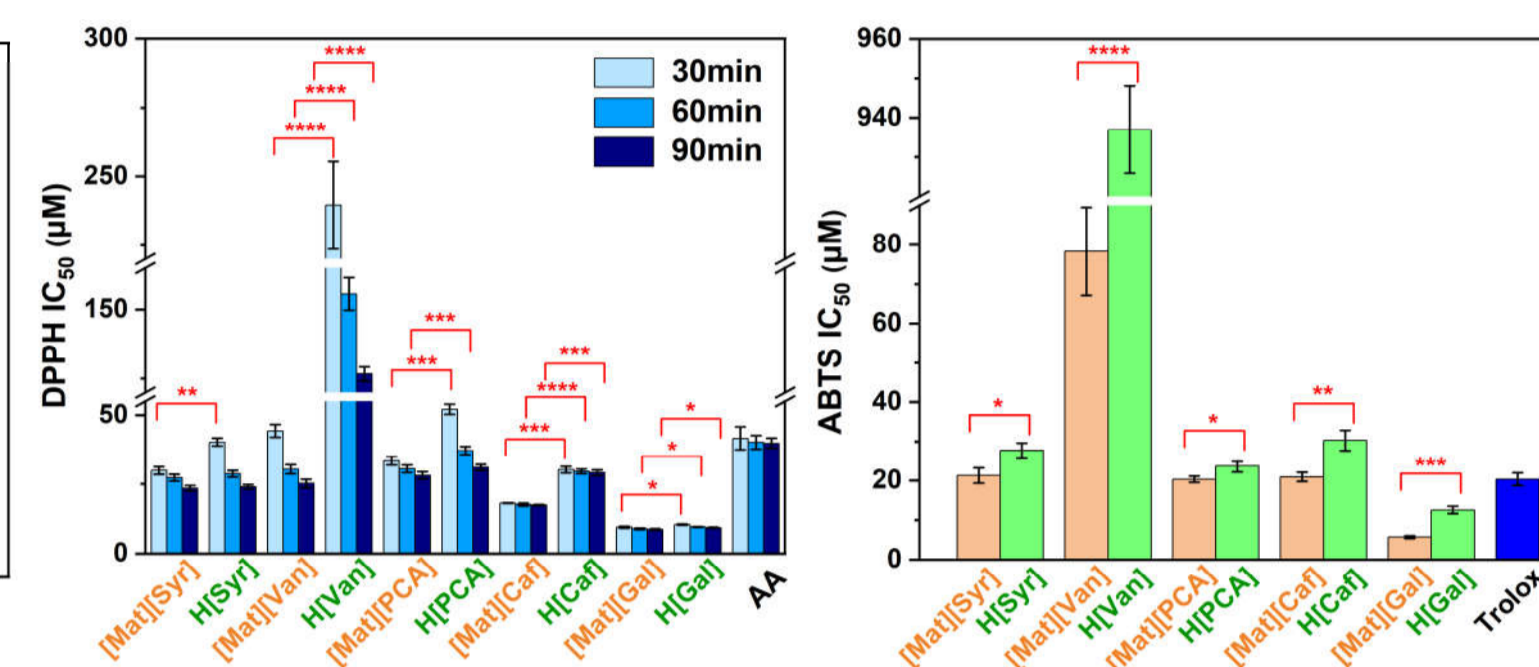 300
250
150
50
0
DPPH IC50 (μM)
30min
60min
90min
****
****
****
**
***
***
***
****
***
*
*
*
[Mat][Syr]
H[Syr]
[Mat][Van]
H[Van]
[Mat][PCA]
H[PCA]
[Mat][Caf]
H[Caf]
[Mat][Gal]
H[Gal]
AA
960
940
80
60
40
20
0
ABTS IC50 (μM)
****
*
*
**
***
[Mat][Syr]
H[Syr]
[Mat][Van]
H[Van]
[Mat][PCA]
H[PCA]
[Mat][Caf]
H[Caf]
[Mat][Gal]
H[Gal]
Trolox